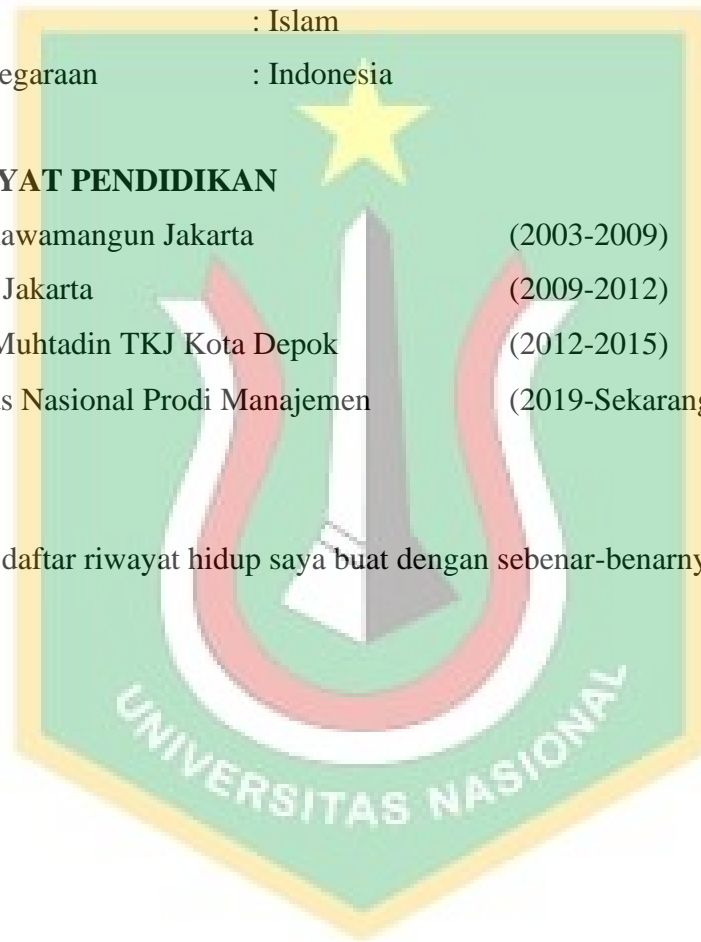 : Islam
egaraan : Indonesia
YAT PENDIDIKAN
awamangun Jakarta (2003-2009)
Jakarta (2009-2012)
Muhtadin TKJ Kota Depok (2012-2015)
s Nasional Prodi Manajemen (2019-Sekarang
daftar riwayat hidup saya buat dengan sebenar-benarny
UNIVERSITAS NASIONAL